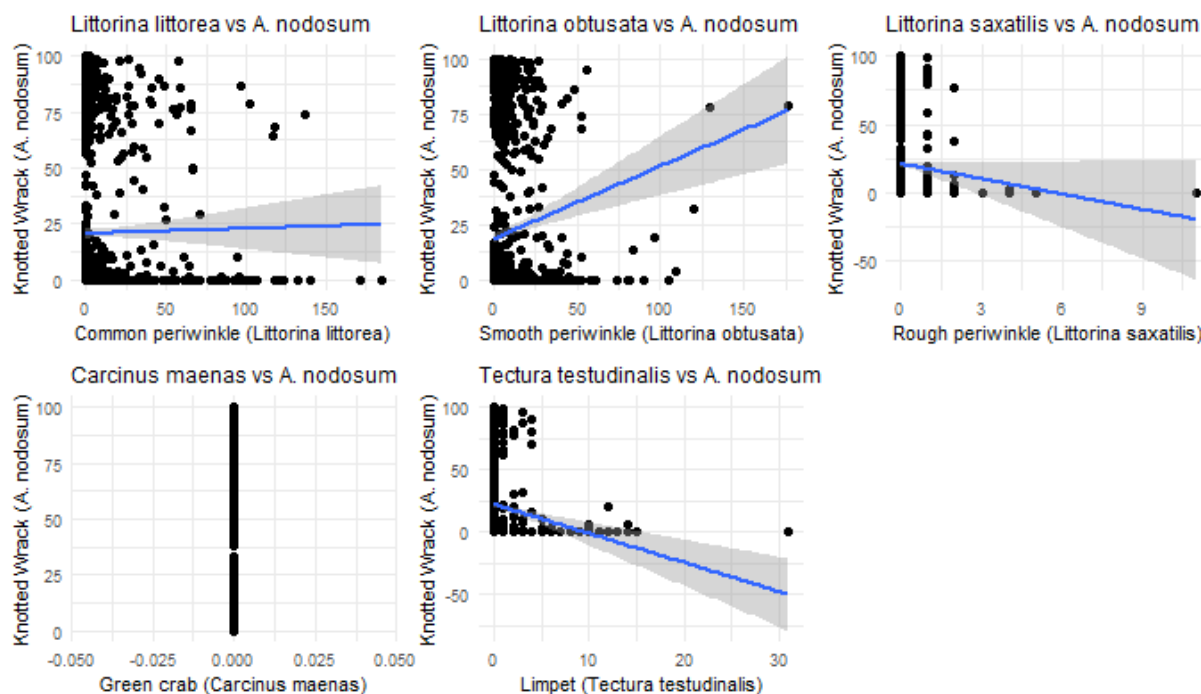 Littorina littorea vs A. nodosum
Knotted Wrack (A. nodosum)
100
75
50
25
0
0
50
100
150
Common periwinkle (Littorina littorea)
Littorina obtusata vs A. nodosum
Knotted Wrack (A. nodosum)
100
75
50
25
0
0
50
100
150
Smooth periwinkle (Littorina obtusata)
Littorina saxatilis vs A. nodosum
Knotted Wrack (A. nodosum)
100
50
0
-50
0
3
6
9
Rough periwinkle (Littorina saxatilis)
Carcinus maenas vs A. nodosum
Knotted Wrack (A. nodosum)
100
75
50
25
0
-0.050
-0.025
0.000
0.025
0.050
Green crab (Carcinus maenas)
Tectura testudinalis vs A. nodosum
Knotted Wrack (A. nodosum)
100
50
0
-50
0
10
20
30
Limpet (Tectura testudinalis)